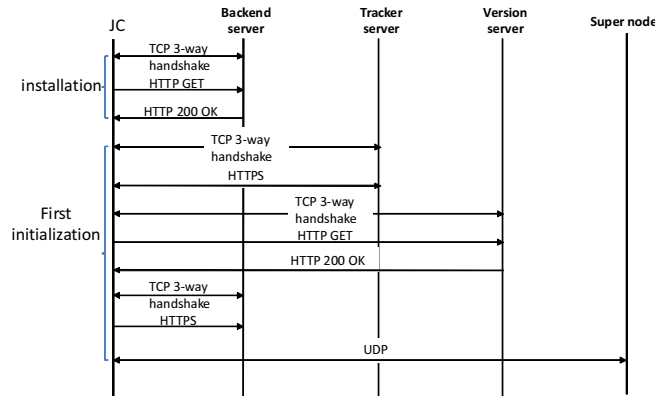 JC
Backend
server
Tracker
server
Version
server
Super node
installation
TCP 3-way
handshake
HTTP GET
HTTP 200 OK
First
initialization
TCP 3-way
handshake
HTTPS
TCP 3-way
handshake
HTTP GET
HTTP 200 OK
TCP 3-way
handshake
HTTPS
UDP